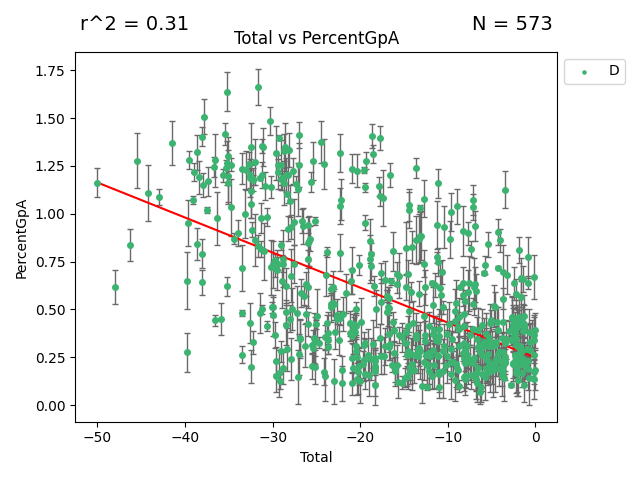 r^2 = 0.31
N = 573
Total vs PercentGpA
D
PercentGpA
1.75
1.50
1.25
1.00
0.75
0.50
0.25
0.00
−50
−40
−30
−20
−10
0
Total